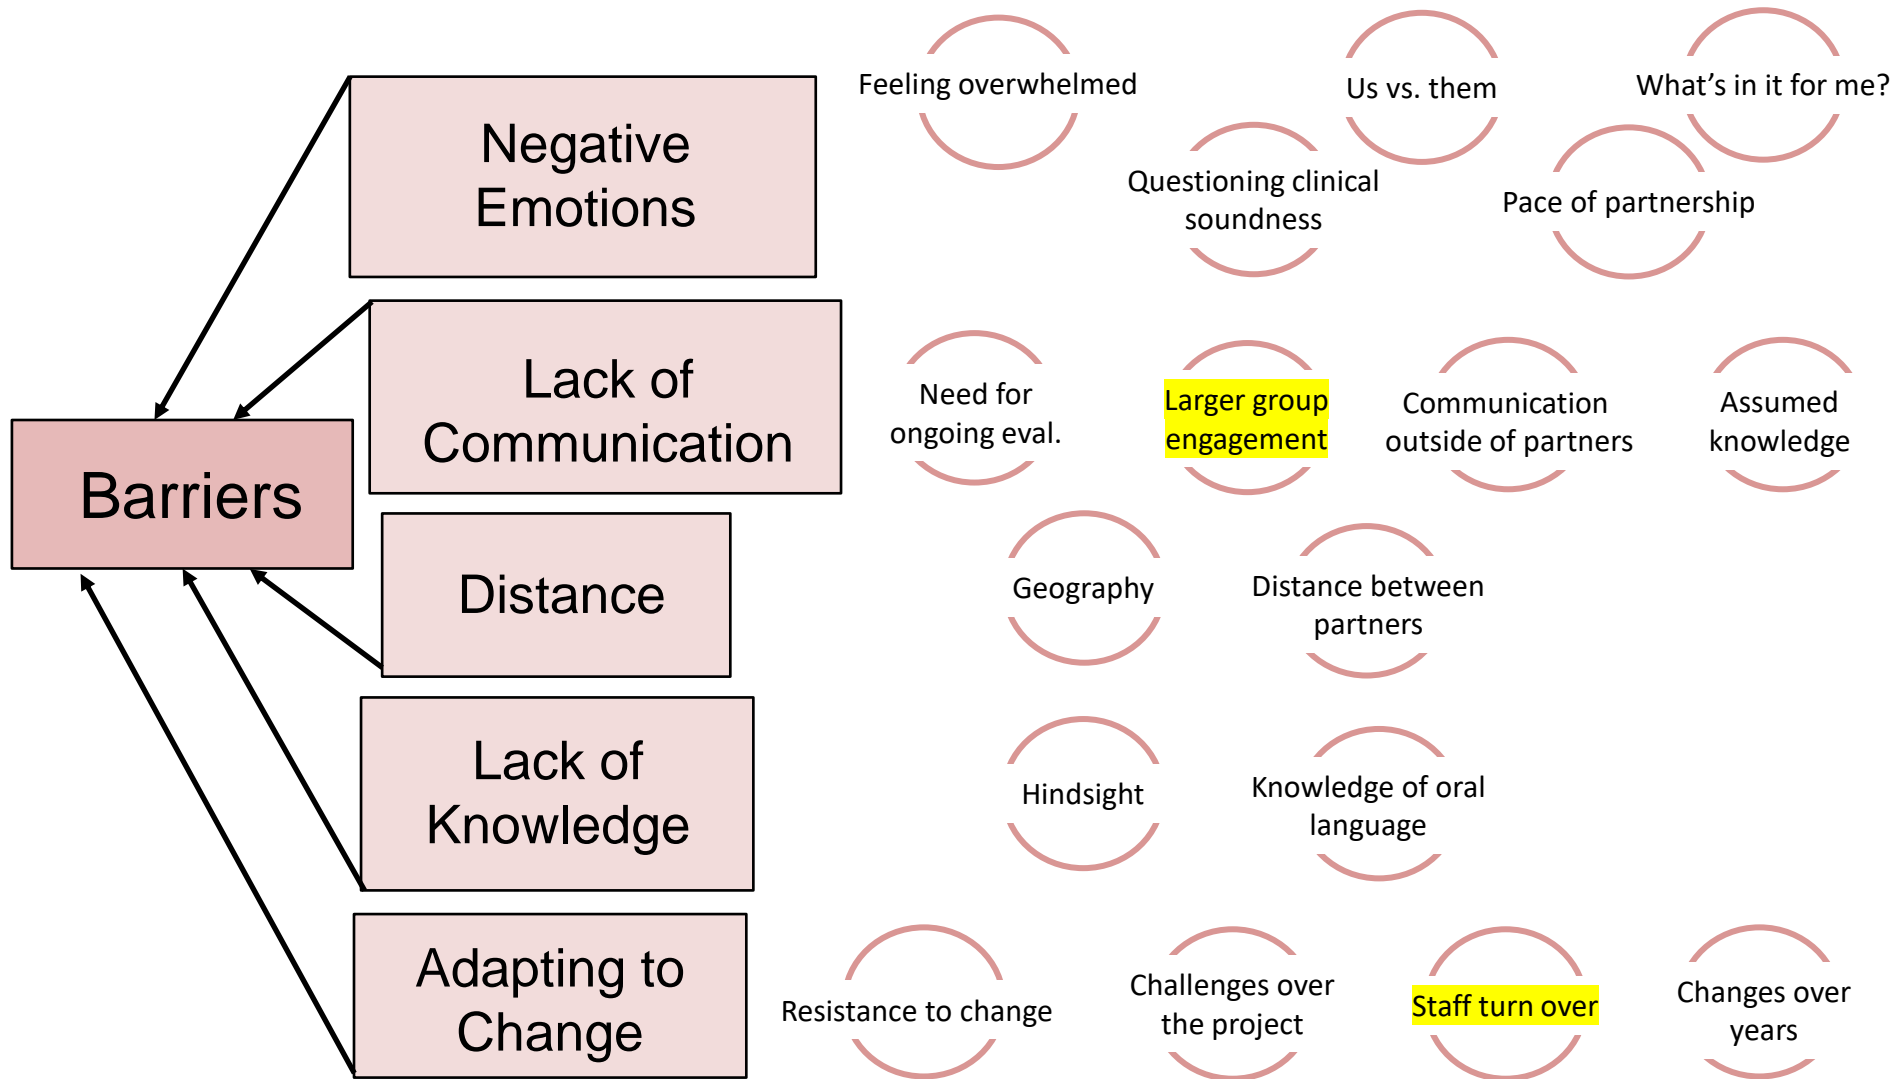 Feeling overwhelmed
Us vs. them
What's in it for me?
Negative
Emotions
Questioning clinical
soundness
Pace of partnership
Lack of
Communication
Need for
ongoing eval.
Larger group
engagement
Communication
outside of partners
Assumed
knowledge
Barriers
Distance
Geography
Distance between
partners
Lack of
Knowledge
Hindsight
Knowledge of oral
language
Adapting to
Change
Resistance to change
Challenges over
the project
Staff turn over
Changes over
years